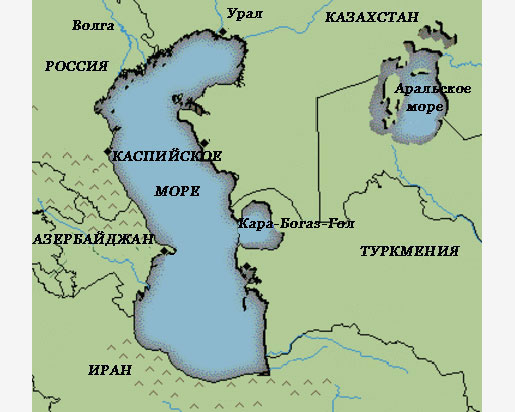 Урал
КАЗАХСТАН
Волга
РОССИЯ
Аральское
море
КАСПИЙСКОЕ
МОРЕ
Кара-Богаз-Гол
АЗЕРБАЙДЖАН
ТУРКМЕНИЯ
ИРАН